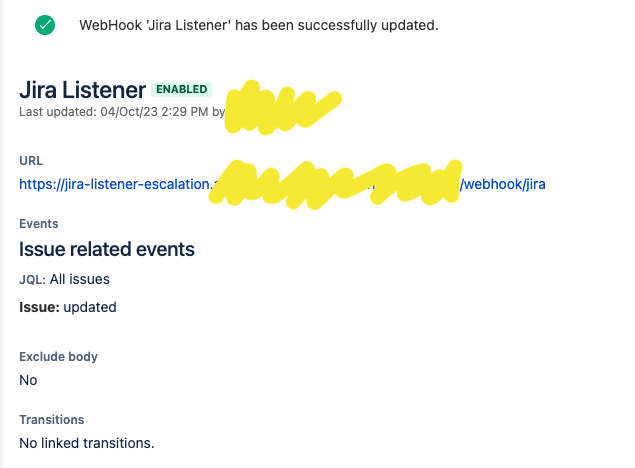 WebHook 'Jira Listener' has been successfully updated.
Jira Listener ENABLED
Last updated: 04/Oct/23 2:29 PM by
URL
https://jira-listener-escalation. /webhook/jira
Events
Issue related events
JQL: All issues
Issue: updated
Exclude body
No
Transitions
No linked transitions.